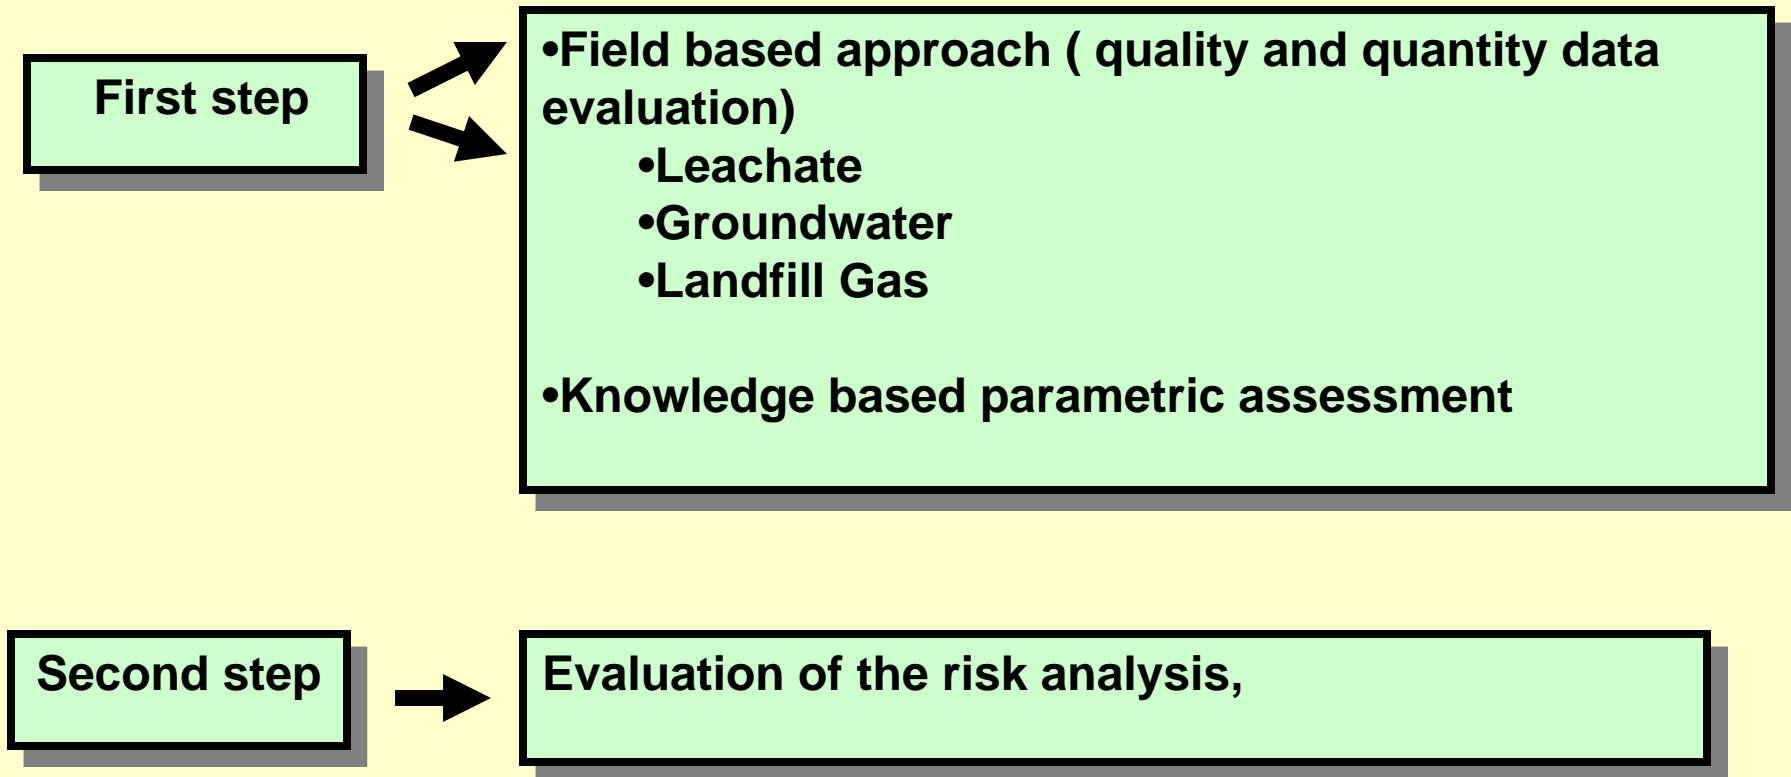 First step
•Field based approach ( quality and quantity data
evaluation)
•Leachate
•Groundwater
•Landfill Gas
•Knowledge based parametric assessment
Second step
Evaluation of the risk analysis,